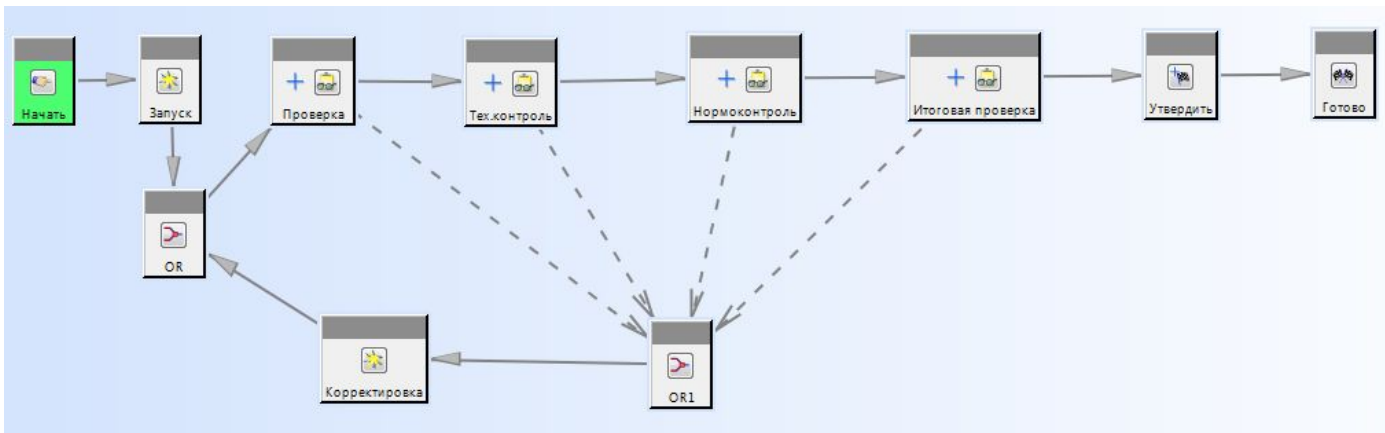 Начать
Запуск
Проверка
Тех.контроль
Нормоконтроль
Итоговая проверка
Утвердить
Готово
OR
Корректировка
OR1